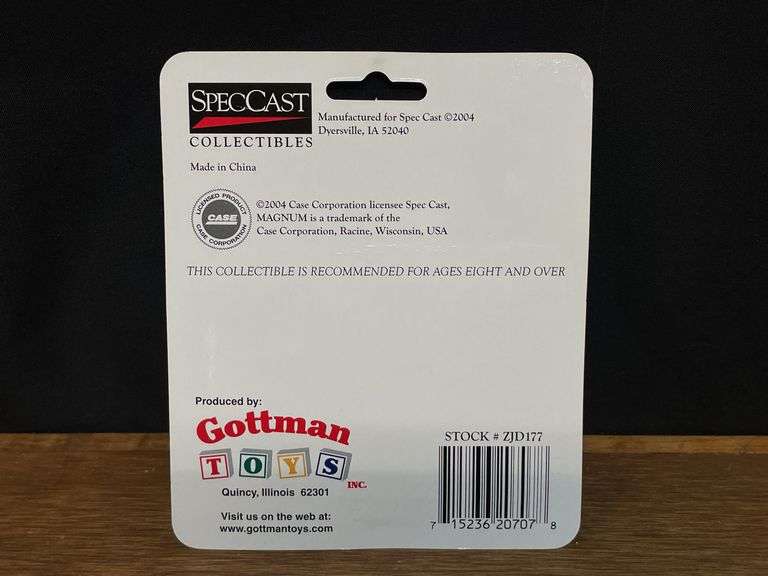 SPECCAST
COLLECTIBLES
Manufactured for Spec Cast ©2004
Dyersville, IA 52040
Made in China
LICENSED PRODUCT
CASE
CASE CORPORATION
©2004 Case Corporation licensee Spec Cast,
MAGNUM is a trademark of the
Case Corporation, Racine, Wisconsin, USA
THIS COLLECTIBLE IS RECOMMENDED FOR AGES EIGHT AND OVER
Produced by:
Gottman
TOYS
INC.
Quincy, Illinois 62301
Visit us on the web at:
www.gottmantoys.com
STOCK # ZJD177
7 15236 20707 8